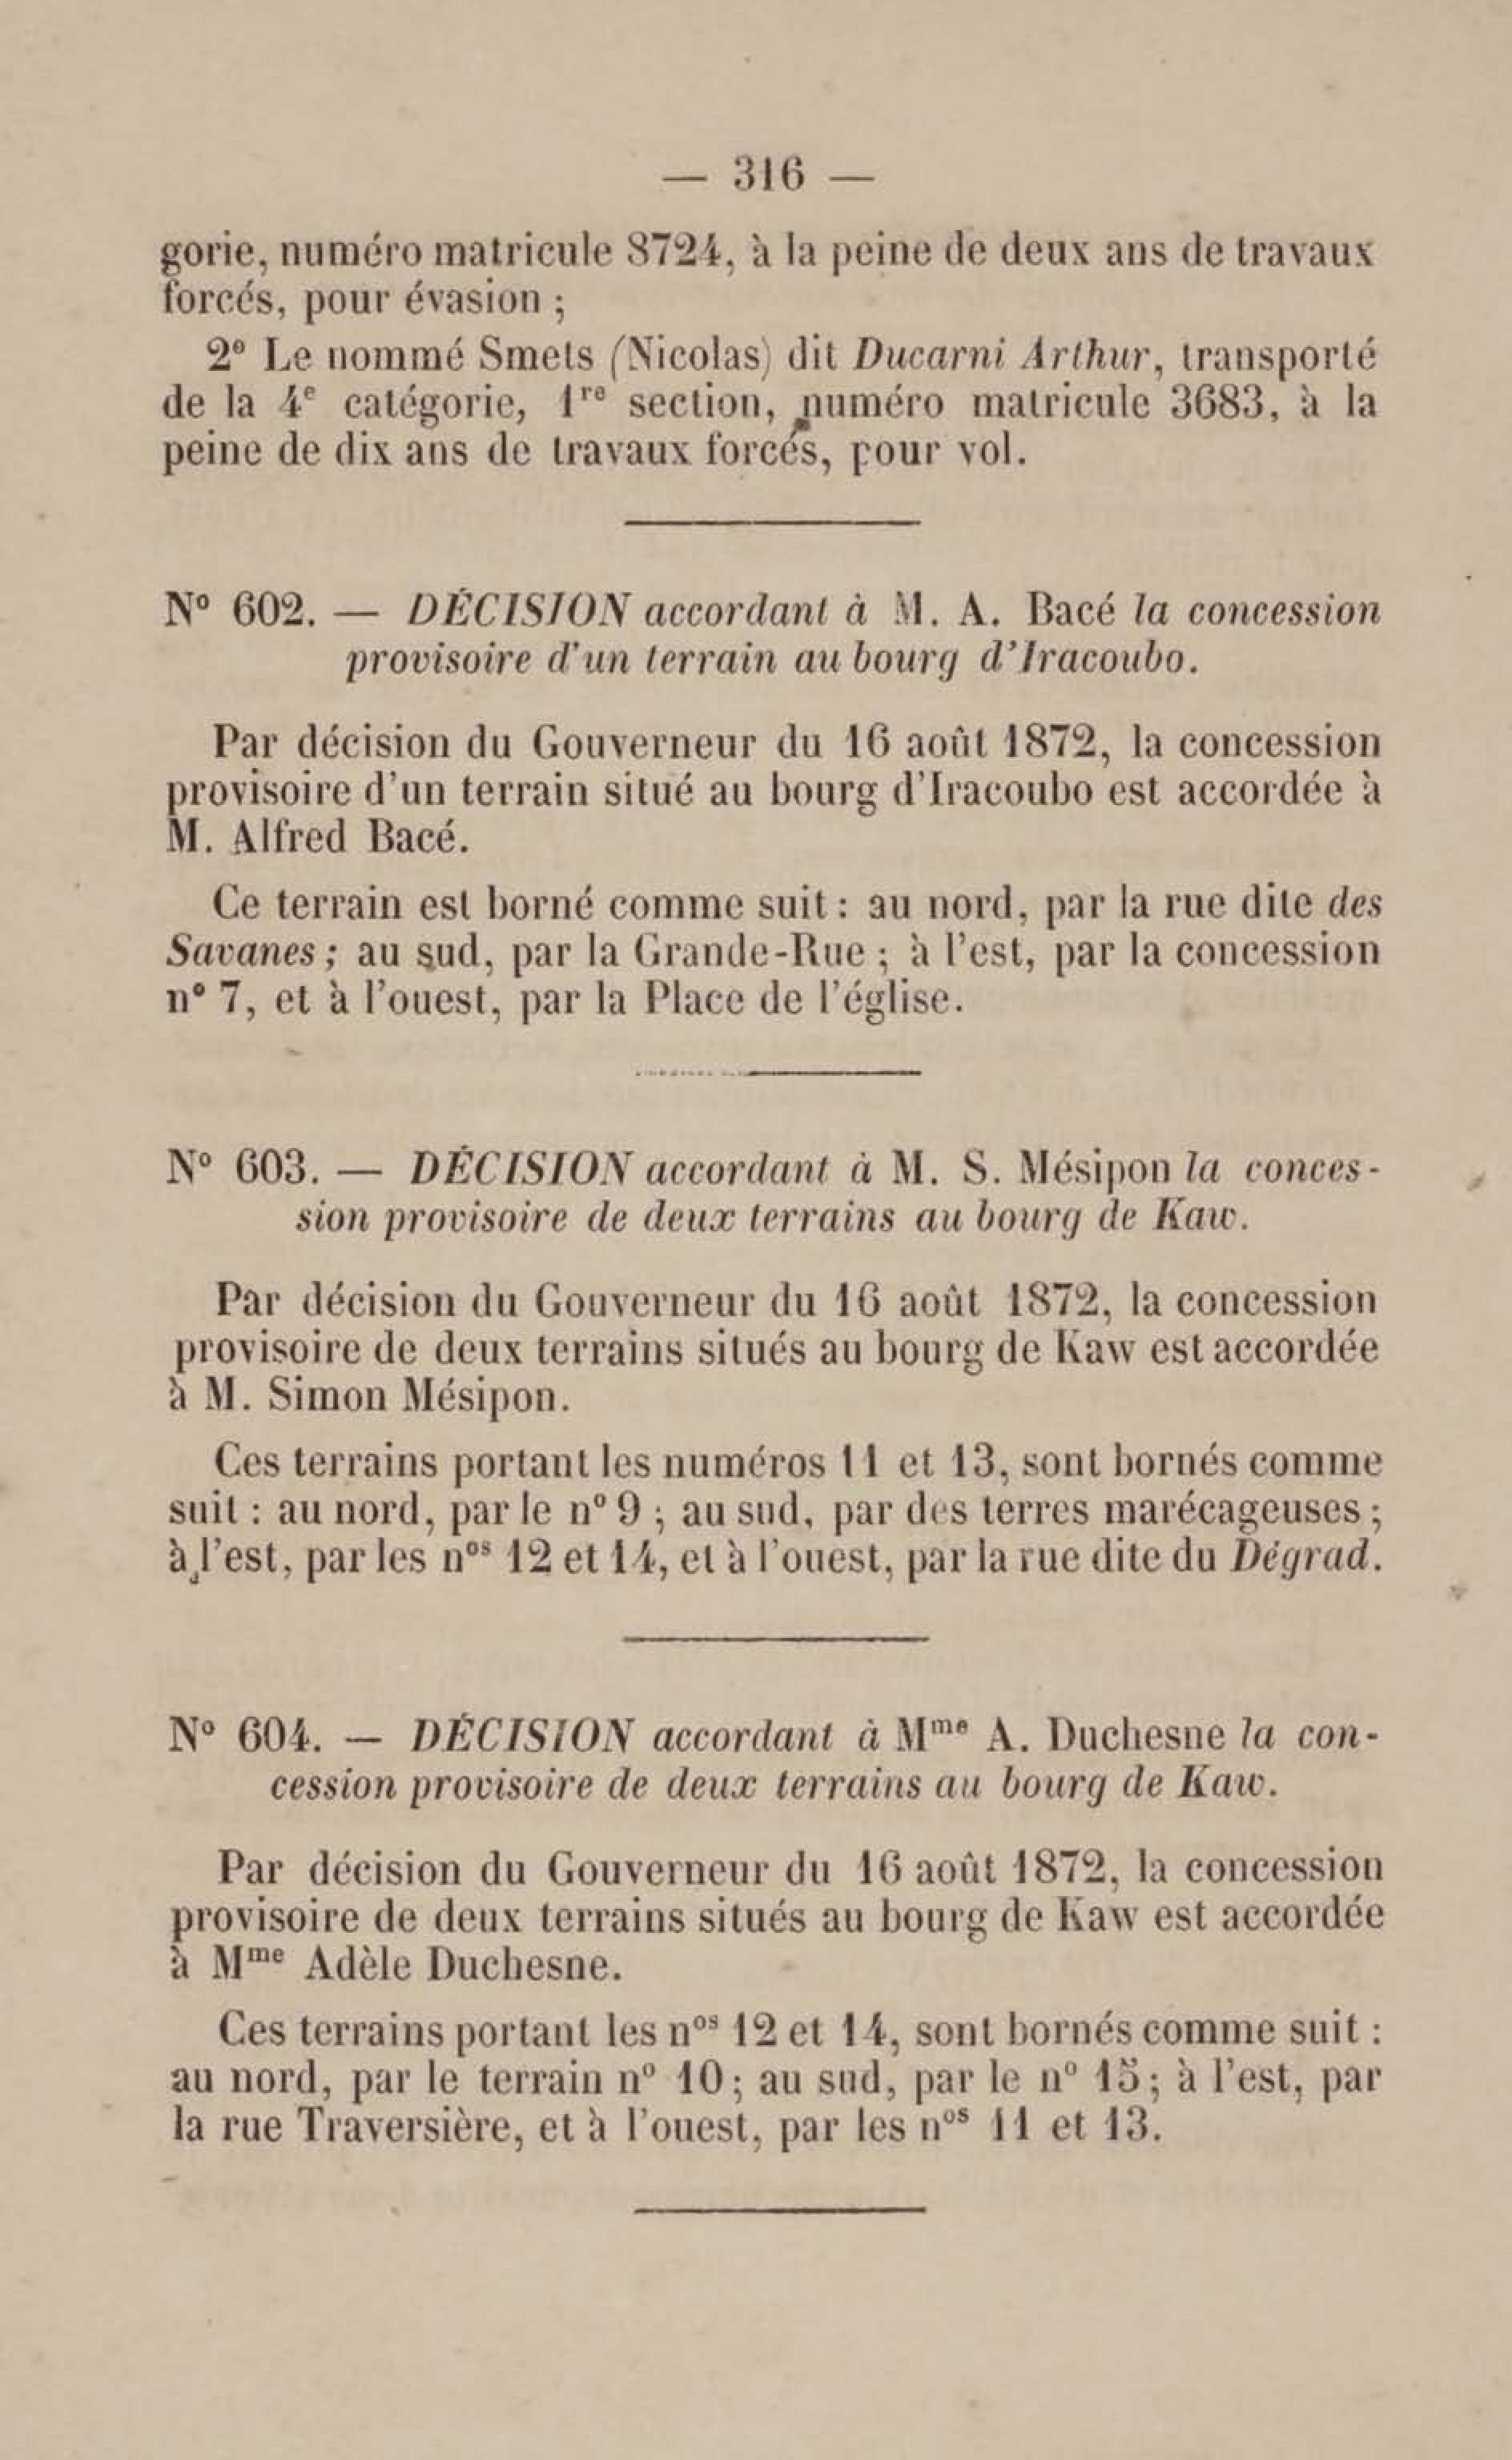 — 316 —
gorie, numéro matricule 8724, à la peine de deux ans de travaux
forcés, pour évasion ;
2° Le nommé Smets (Nicolas) dit Ducarni Arthur, transporté
de la 4e catégorie, 1re section, numéro matricule 3683, à la
peine de dix ans de travaux forcés, pour vol.
N° 602. — DÉCISION accordant à M. A. Bacé la concession
provisoire d'un terrain au bourg d'Iracoubo.
Par décision du Gouverneur du 16 août 1872, la concession
provisoire d'un terrain situé au bourg d'Iracoubo est accordée à
M. Alfred Bacé.
Ce terrain est borné comme suit : au nord, par la rue dite des
Savanes ; au sud, par la Grande-Rue ; à l'est, par la concession
n° 7, et à l'ouest, par la Place de l'église.
N° 603. — DÉCISION accordant à M. S. Mésipon la conces-
sion provisoire de deux terrains au bourg de Kaw.
Par décision du Gouverneur du 16 août 1872, la concession
provisoire de deux terrains situés au bourg de Kaw est accordée
à M. Simon Mésipon.
Ces terrains portant les numéros 11 et 13, sont bornés comme
suit : au nord, par le n° 9 ; au sud, par des terres marécageuses ;
à l'est, par les nos 12 et 14, et à l'ouest, par la rue dite du Dégrad.
N° 604. — DÉCISION accordant à Mme A. Duchesne la con-
cession provisoire de deux terrains au bourg de Kaw.
Par décision du Gouverneur du 16 août 1872, la concession
provisoire de deux terrains situés au bourg de Kaw est accordée
à Mme Adèle Duchesne.
Ces terrains portant les nos 12 et 14, sont bornés comme suit :
au nord, par le terrain n° 10 ; au sud, par le n° 15 ; à l'est, par
la rue Traversière, et à l'ouest, par les nos 11 et 13.